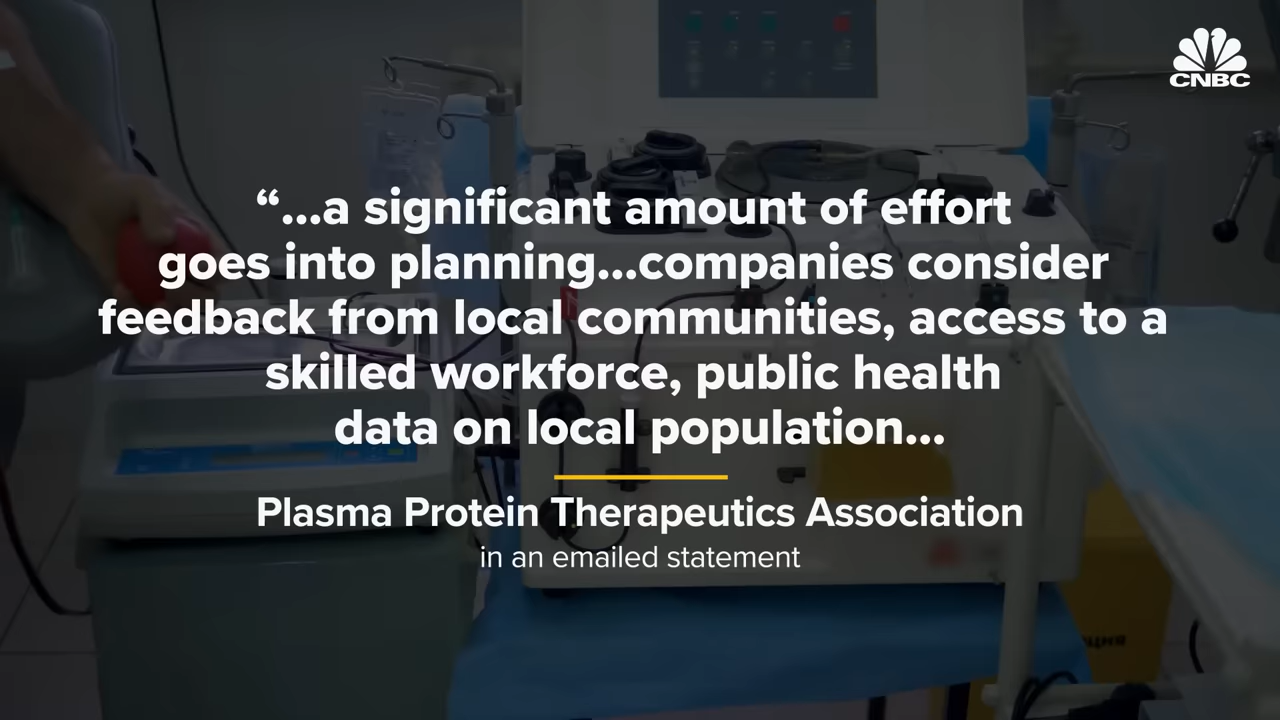 CNBC
“...a significant amount of effort
goes into planning...companies consider
feedback from local communities, access to a
skilled workforce, public health
data on local population...
Plasma Protein Therapeutics Association
in an emailed statement